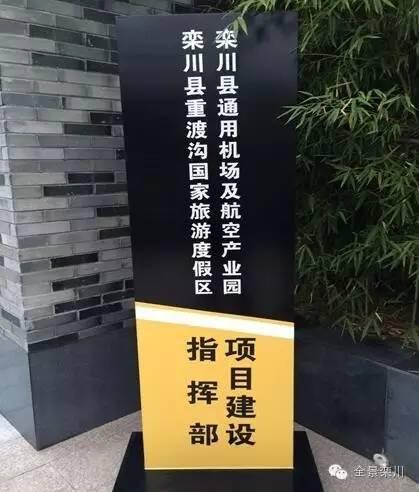 栾川县通用机场及航空产业园
栾川县重渡沟国家旅游度假区
项目建设
指挥部
全景栾川